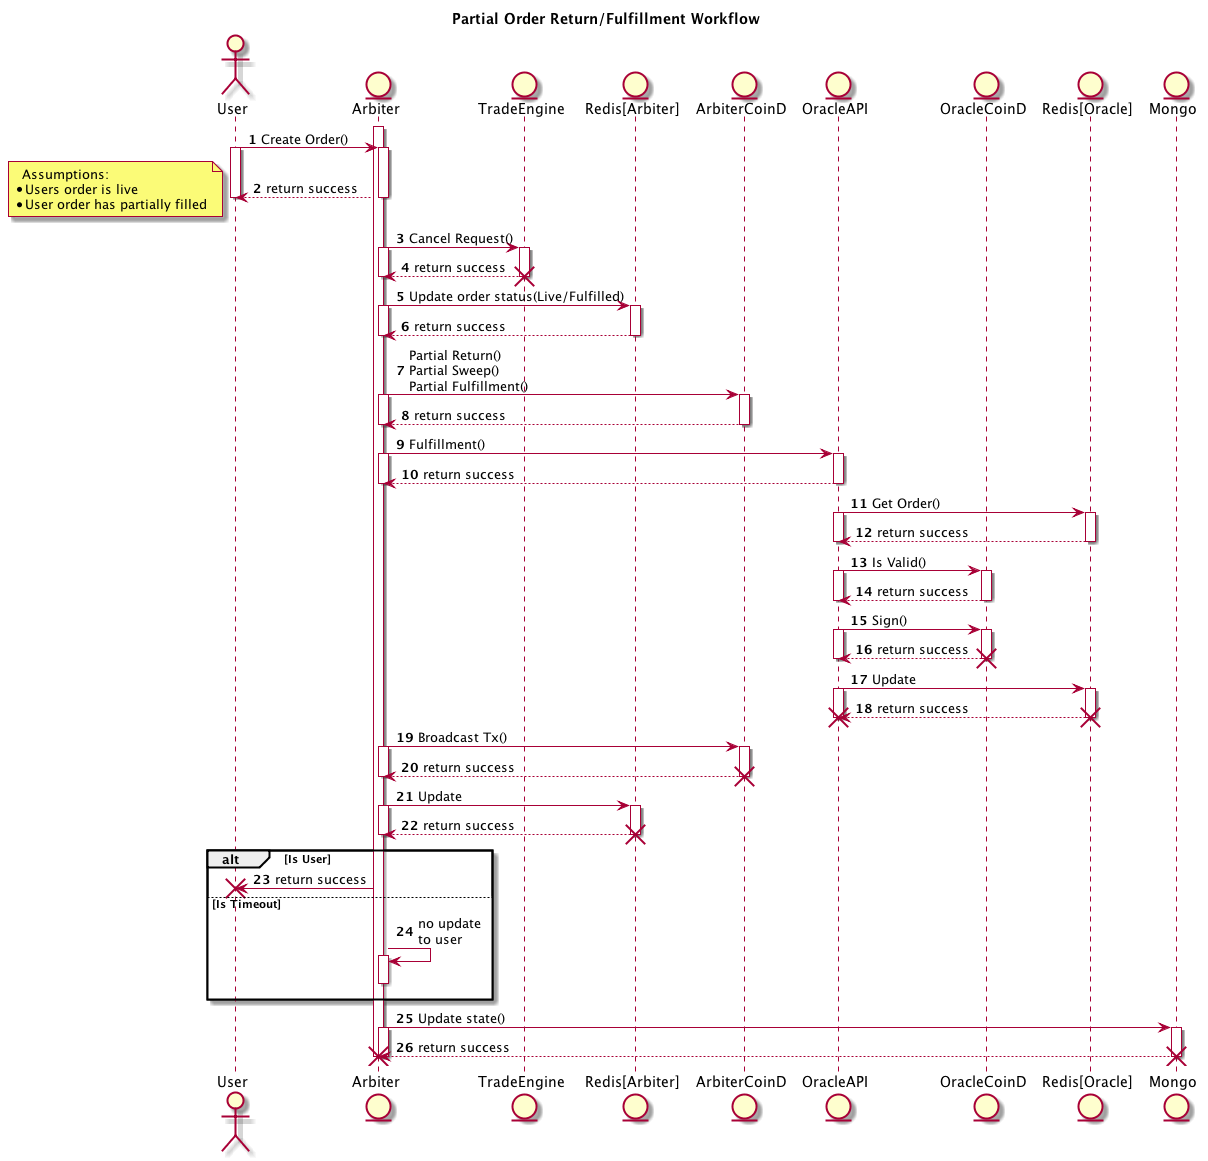 Partial Order Return/Fulfillment Workflow
User
Arbiter
TradeEngine
Redis[Arbiter]
ArbiterCoinD
OracleAPI
OracleCoinD
Redis[Oracle]
Mongo
1 Create Order()
Assumptions:
•Users order is live
•User order has partially filled
2 return success
3 Cancel Request()
4 return success
5 Update order status(Live/Fulfilled)
6 return success
Partial Return()
7 Partial Sweep()
Partial Fulfillment()
8 return success
9 Fulfillment()
10 return success
11 Get Order()
12 return success
13 Is Valid()
14 return success
15 Sign()
16 return success
17 Update
18 return success
19 Broadcast Tx()
20 return success
21 Update
22 return success
alt [Is User]
23 return success
[Is Timeout]
24 no update
to user
25 Update state()
26 return success
User
Arbiter
TradeEngine
Redis[Arbiter]
ArbiterCoinD
OracleAPI
OracleCoinD
Redis[Oracle]
Mongo